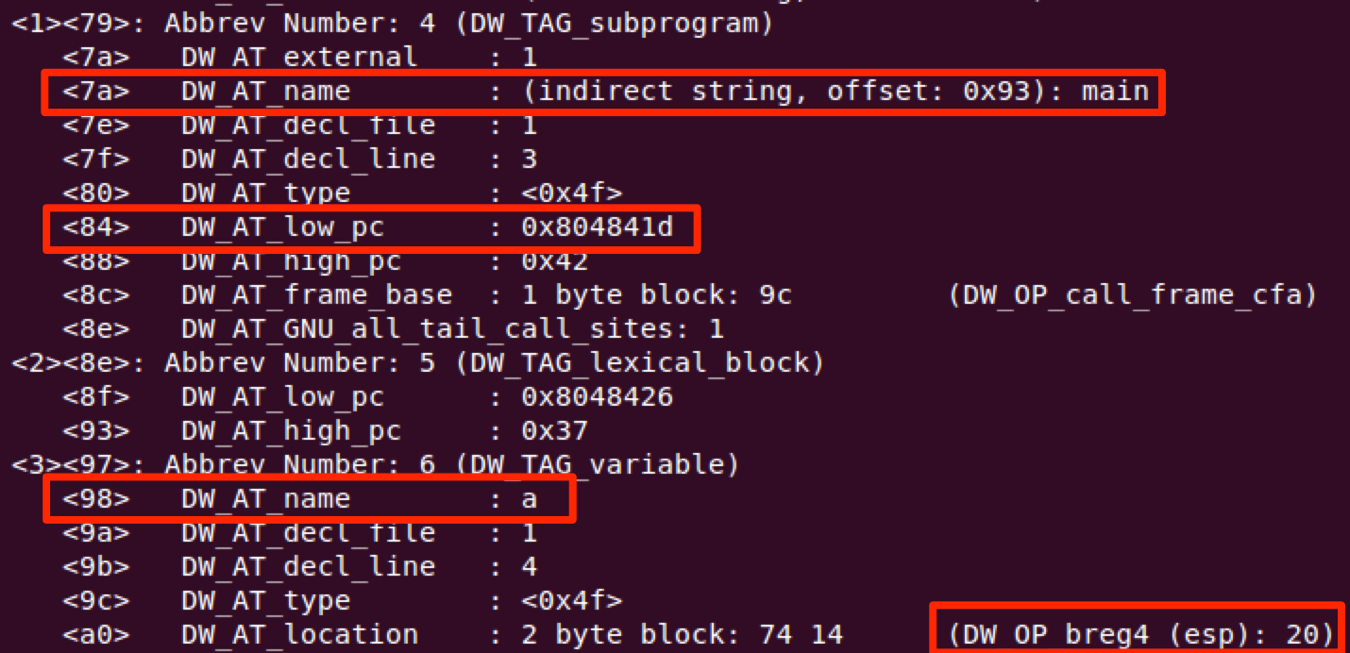 <1><79>: Abbrev Number: 4 (DW_TAG_subprogram)
<7a>   DW_AT_external    : 1
<7a>   DW_AT_name        : (indirect string, offset: 0x93): main
<7e>   DW_AT_decl_file   : 1
<7f>   DW_AT_decl_line   : 3
<80>   DW_AT_type        : <0x4f>
<84>   DW_AT_low_pc      : 0x804841d
<88>   DW_AT_high_pc     : 0x42
<8c>   DW_AT_frame_base  : 1 byte block: 9c         (DW_OP_call_frame_cfa)
<8e>   DW_AT_GNU_all_tail_call_sites: 1
<2><8e>: Abbrev Number: 5 (DW_TAG_lexical_block)
<8f>   DW_AT_low_pc      : 0x8048426
<93>   DW_AT_high_pc     : 0x37
<3><97>: Abbrev Number: 6 (DW_TAG_variable)
<98>   DW_AT_name        : a
<9a>   DW_AT_decl_file   : 1
<9b>   DW_AT_decl_line   : 4
<9c>   DW_AT_type        : <0x4f>
<a0>   DW_AT_location    : 2 byte block: 74 14      (DW_OP_breg4 (esp): 20)